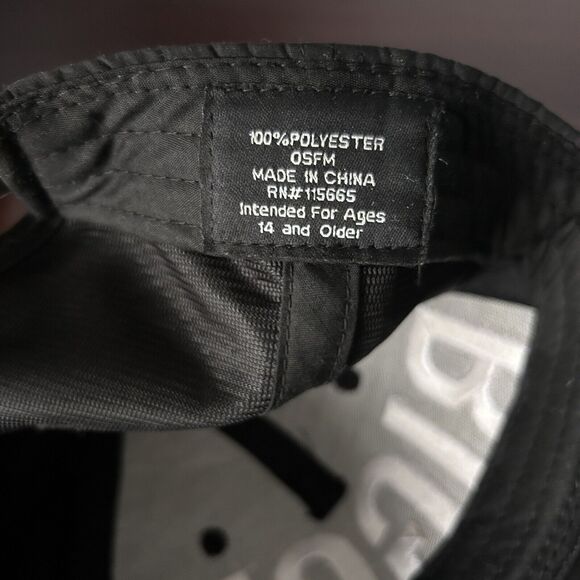 100%POLYESTER
OSFM
MADE IN CHINA
RN#115665
Intended For Ages
14 and Older